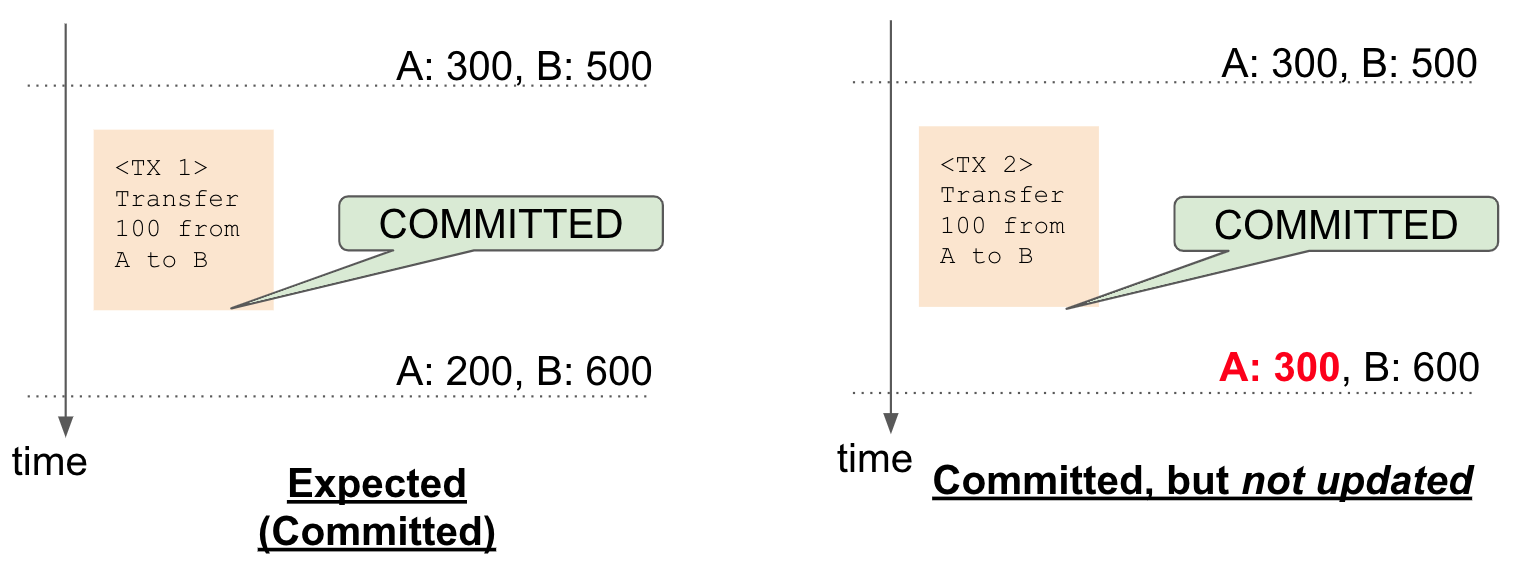 A: 300, B: 500
<TX 1>
Transfer
100 from
A to B
COMMITTED
A: 200, B: 600
time
Expected
(Committed)
A: 300, B: 500
<TX 2>
Transfer
100 from
A to B
COMMITTED
A: 300, B: 600
time
Committed, but not updated